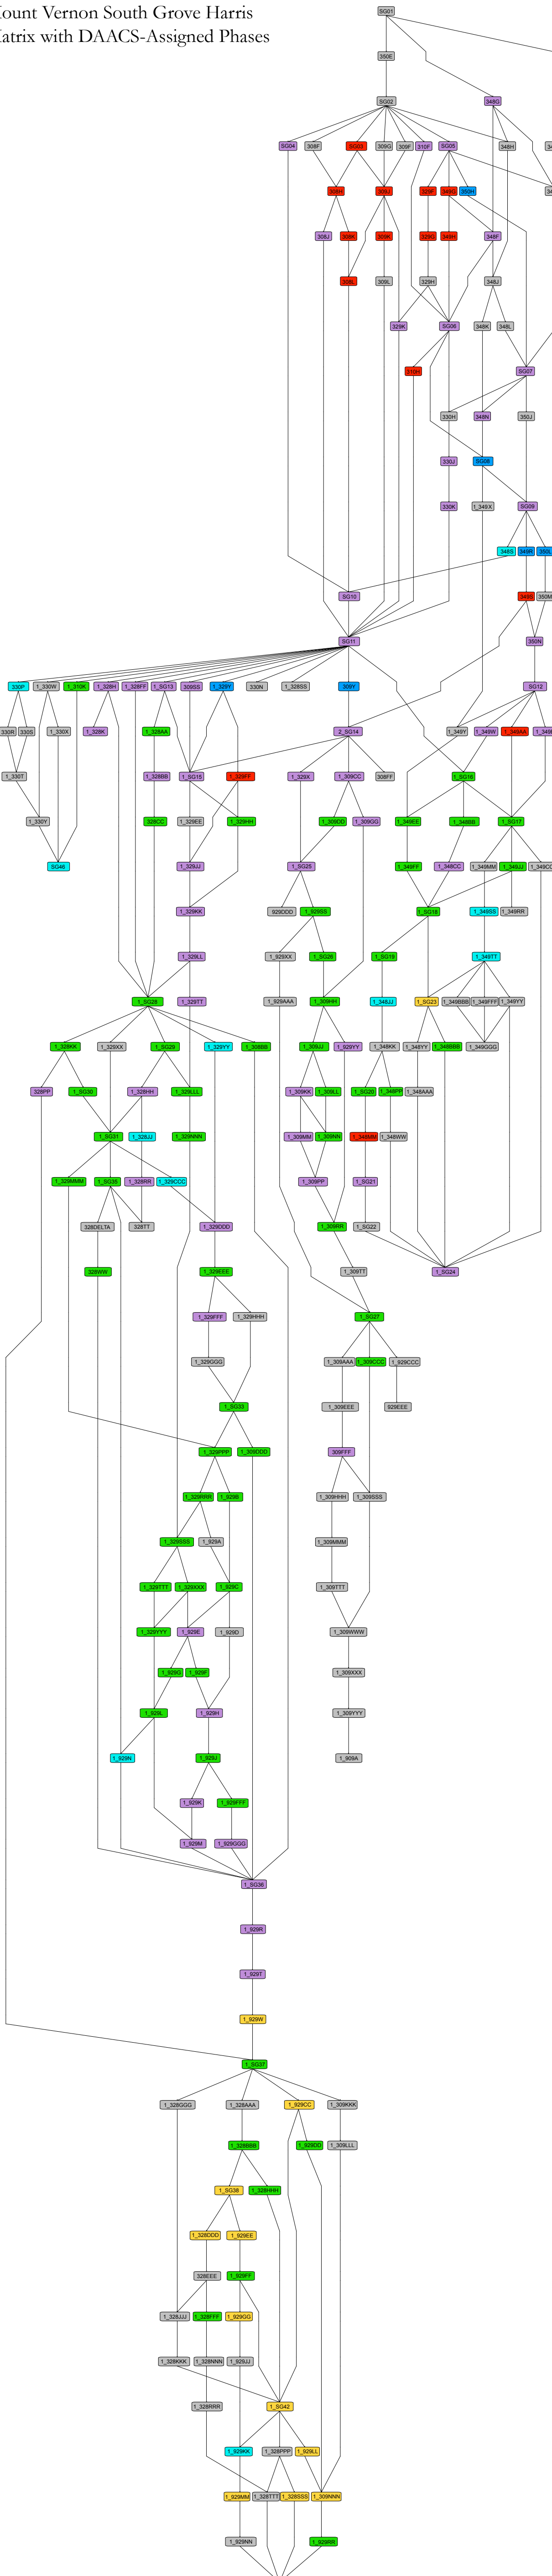 ount Vernon South Grove Harris
atrix with DAACS-Assigned Phases
SG01
350E
SG02 348G
SG04 308F SG03 309G 309F 310F SG05 348H
308H 308J 329F 349G 350H
308J 308K 309K 329G 349H 348F
308L 309L 329H 348J
329K SG06 348K 348L
310H SG07
330H 348N 350J
330J SG08
330K 1_349X SG09
348S 349R 350L
SG10 349S 350M
SG11 350N
330P 1_330W 1_310K 1_328H 1_328FF 1_SG13 309SS 1_329Y 330N 1_328SS 309Y SG12
330R 330S 1_330X 1_328K 1_328AA 2_SG14 1_349Y 1_349W 1_349AA
1_330T 1_328BB 1_SG15 1_329FF 1_329X 1_309CC 308FF 1_SG16
1_330Y 328CC 1_329EE 1_329HH 1_309DD 1_309GG 1_349EE 1_348BB 1_SG17
SG46 1_329JJ 1_SG25 1_349FF 1_348CC 1_349MM 1_349JJ 1_349CC
1_329KK 929DDD 1_929SS 1_SG18 1_349SS 1_349RR
1_329LL 1_929XX 1_SG26 1_SG19 1_349TT
1_SG28 1_329TT 1_929AAA 1_309HH 1_348JJ 1_SG23 1_349BBB 1_349FFF 1_349YY
1_328KK 1_329XX 1_SG29 1_329YY 1_308BB 1_309JJ 1_929YY 1_348KK 1_348YY 1_348BBB 1_349GGG
328PP 1_SG30 1_328HH 1_329LLL 1_309KK 1_309LL 1_SG20 1_348PP 1_348AAA
1_SG31 1_328JJ 1_329NNN 1_309MM 1_309NN 1_348MM 1_348WW
1_329MMM 1_SG35 1_328RR 1_329CCC 1_309PP 1_SG21
328DELTA 328TT 1_329DDD 1_309RR 1_SG22
328WW 1_329EEE 1_309TT 1_SG24
1_329FFF 1_329HHH 1_SG27
1_329GGG 1_309AAA 1_309CCC 1_929CCC
1_SG33 1_309EEE 929EEE
1_329PPP 1_309DDD 309FFF
1_329RRR 1_929B 1_309HHH 1_309SSS
1_329SSS 1_929A 1_309MMM
1_329TTT 1_329XXX 1_929C 1_309TTT
1_329YYY 1_929E 1_929D 1_309WWW
1_929G 1_929F 1_309XXX
1_929L 1_929H 1_309YYY
1_929N 1_929J 1_909A
1_929K 1_929FFF
1_929M 1_929GGG
1_SG36
1_929R
1_929T
1_929W
1_SG37
1_328GGG 1_328AAA 1_929CC 1_309KKK
1_328BBB 1_929DD 1_309LLL
1_SG38 1_328HHH
1_328DDD 1_929EE
328EEE 1_929FF
1_328JJJ 1_328FFF 1_929GG
1_328KKK 1_328NNN 1_929JJ
1_328RRR 1_SG42
1_929KK 1_328PPP 1_929LL
1_929MM 1_328TTT 1_328SSS 1_309NNN
1_929NN 1_929RR